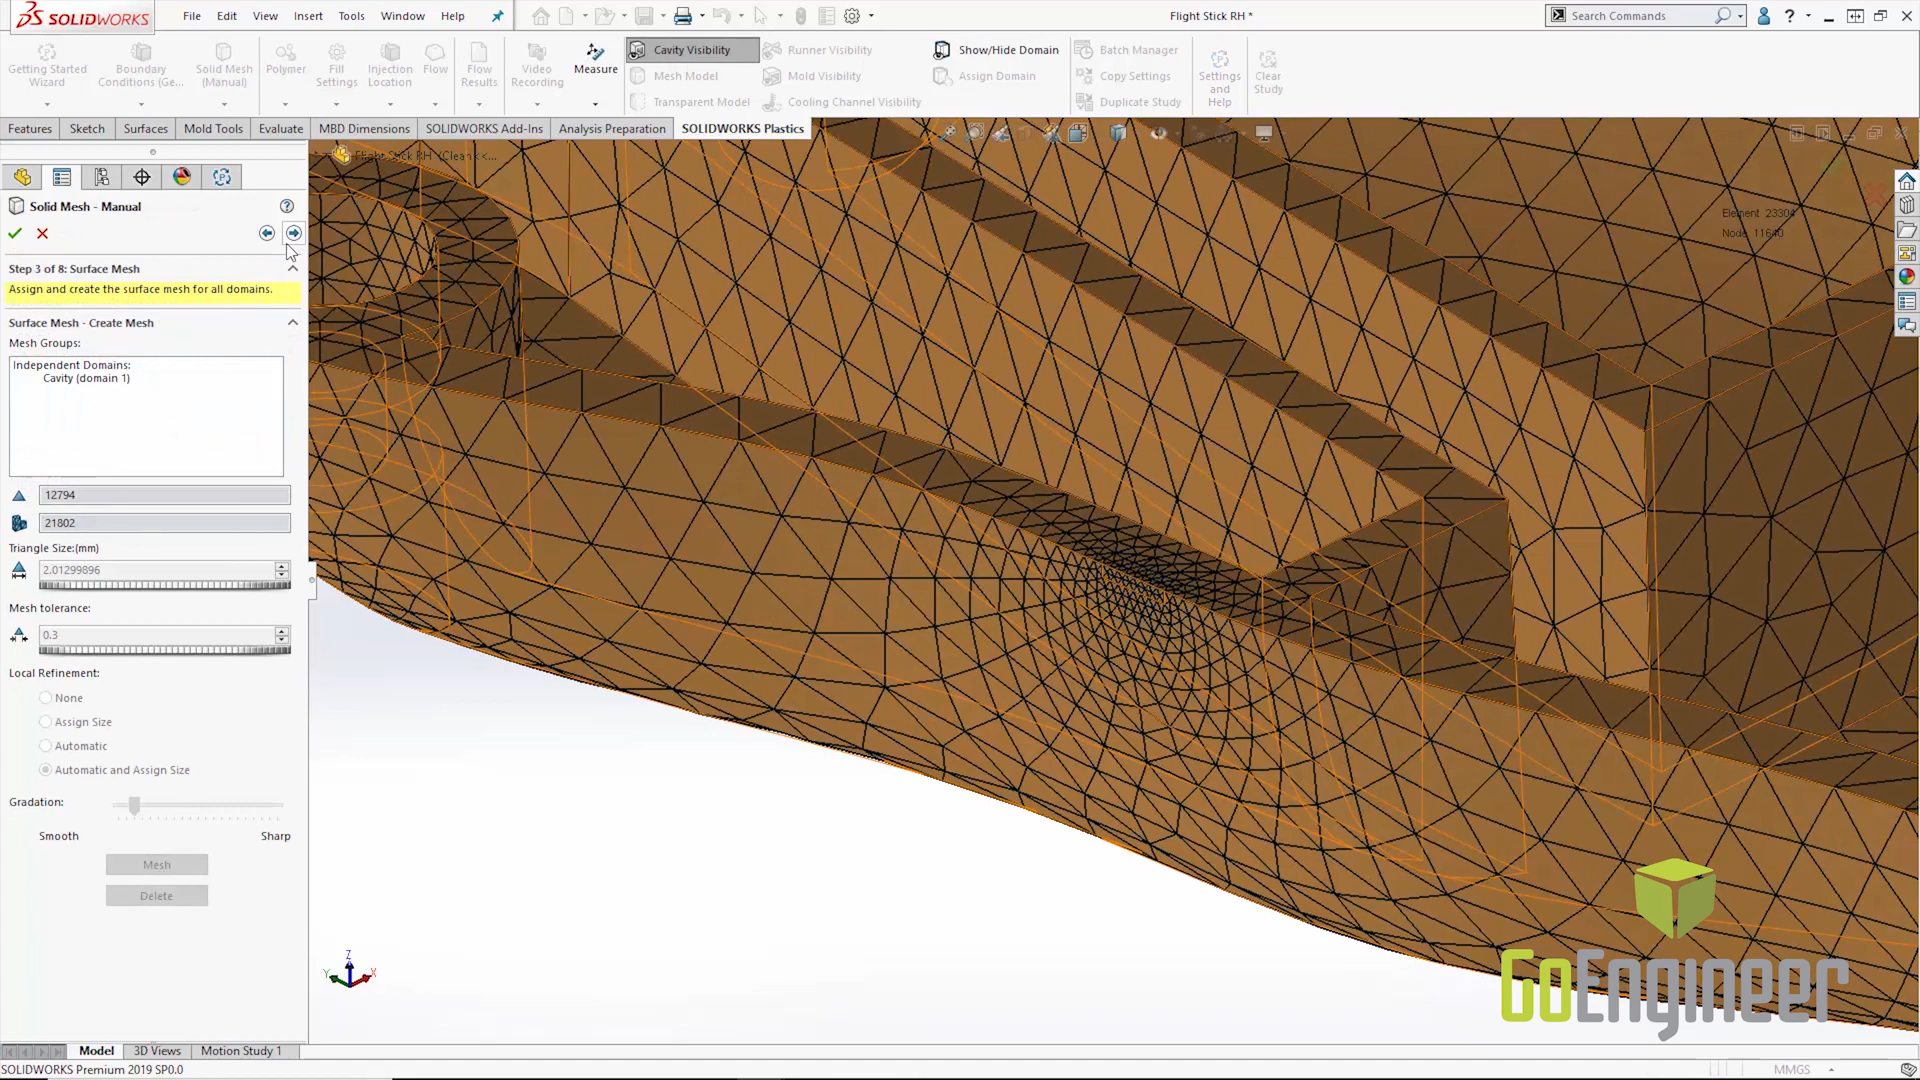 SOLIDWORKS
File Edit View Insert Tools Window Help
Flight Stick RH *
Search Commands
Getting Started Wizard
Boundary Conditions (Ge...
Solid Mesh (Manual)
Polymer
Fill Settings
Injection Location
Flow
Flow Results
Video Recording
Measure
Cavity Visibility
Runner Visibility
Show/Hide Domain
Batch Manager
Mesh Model
Mold Visibility
Assign Domain
Copy Settings
Transparent Model
Cooling Channel Visibility
Duplicate Study
Settings and Help
Clear Study
Features Sketch Surfaces Mold Tools Evaluate MBD Dimensions SOLIDWORKS Add-Ins Analysis Preparation SOLIDWORKS Plastics
Flight Stick RH (Clean<<...
Solid Mesh - Manual
Element 23304
Node 11640
Step 3 of 8: Surface Mesh
Assign and create the surface mesh for all domains.
Surface Mesh - Create Mesh
Mesh Groups:
Independent Domains:
Cavity (domain 1)
12794
21802
Triangle Size:(mm)
2.01299896
Mesh tolerance:
0.3
Local Refinement:
None
Assign Size
Automatic
Automatic and Assign Size
Gradation:
Smooth Sharp
Mesh
Delete
Z
Y X
GoEngineer
Model 3D Views Motion Study 1
SOLIDWORKS Premium 2019 SP0.0
MMGS